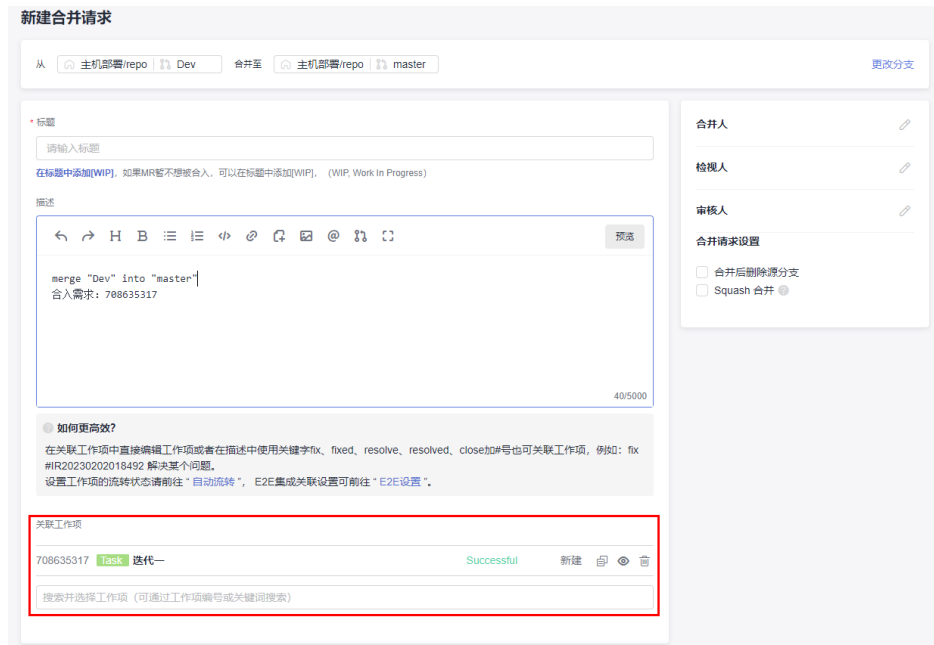 新建合并请求
从 主机部署/repo Dev 合并至 主机部署/repo master 更改分支
* 标题
请输入标题
在标题中添加[WIP]，如果MR暂不想被合入，可以在标题中添加[WIP]，（WIP, Work In Progress）
描述
H B @ 预览
merge "Dev" into "master"
合入需求：708635317
40/5000
如何更高效?
在关联工作项中直接编辑工作项或者在描述中使用关键字fix、fixed、resolve、resolved、close加#号也可关联工作项，例如：fix
#IR20230202018492 解决某个问题。
设置工作项的流转状态请前往 “ 自动流转 ”， E2E集成关联设置可前往 “ E2E设置 ”。
关联工作项
708635317 Task 迭代一 Successful 新建
搜索并选择工作项（可通过工作项编号或关键词搜索）
合并人
检视人
审核人
合并请求设置
合并后删除源分支
Squash 合并